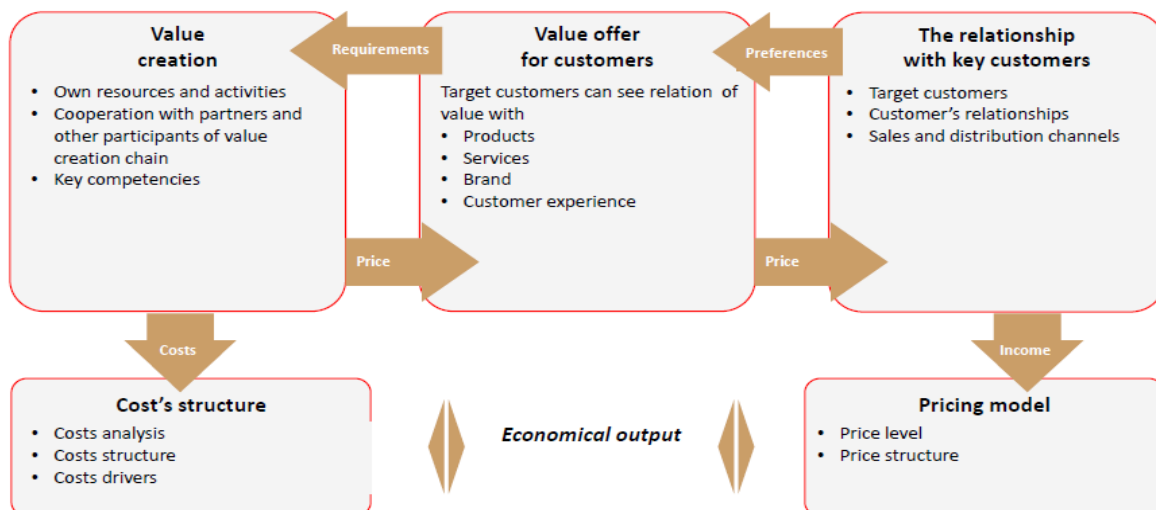 Value
creation
• Own resources and activities
• Cooperation with partners and
other participants of value
creation chain
• Key competencies
Requirements
Value offer
for customers
Target customers can see relation of
value with
• Products
• Services
• Brand
• Customer experience
Preferences
The relationship
with key customers
• Target customers
• Customer's relationships
• Sales and distribution channels
Price
Price
Costs
Income
Cost's structure
• Costs analysis
• Costs structure
• Costs drivers
Economical output
Pricing model
• Price level
• Price structure